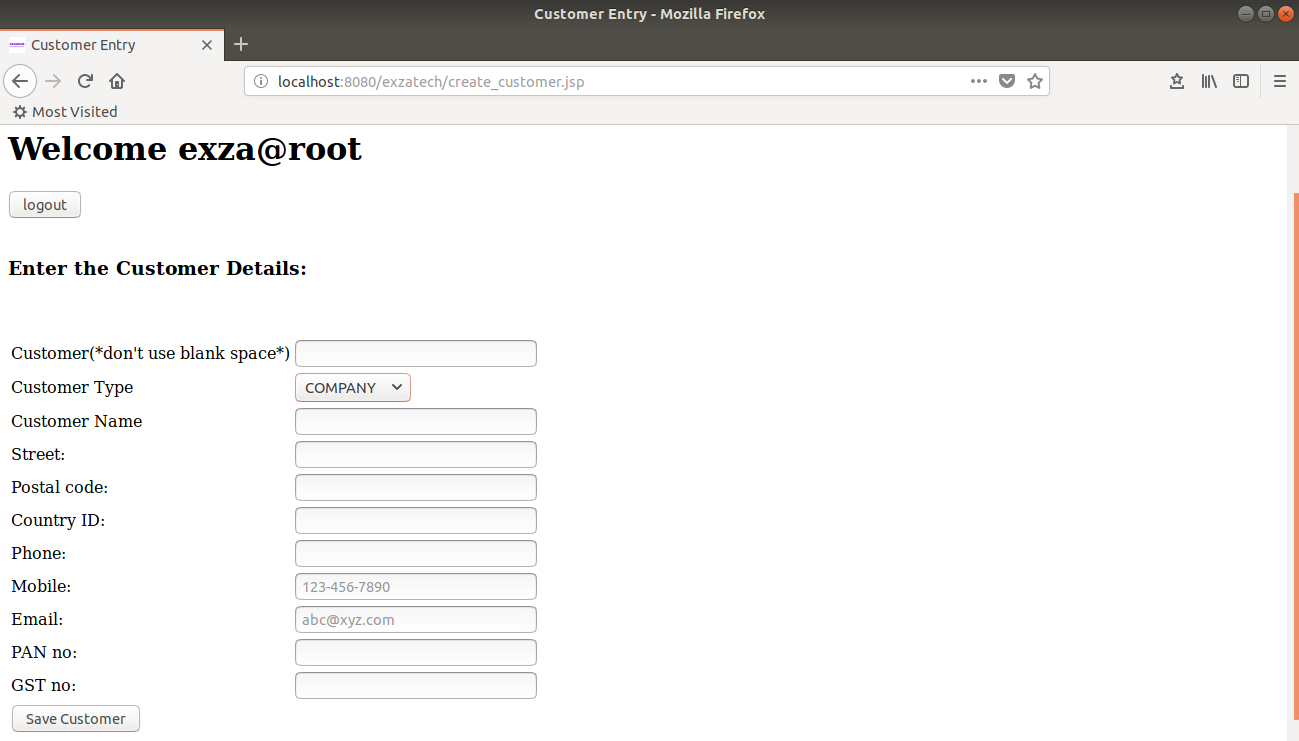 Customer Entry - Mozilla Firefox
Customer Entry
localhost:8080/exzatech/create_customer.jsp
Most Visited
Welcome exza@root
logout
Enter the Customer Details:
Customer(*don't use blank space*)
Customer Type COMPANY
Customer Name
Street:
Postal code:
Country ID:
Phone:
Mobile: 123-456-7890
Email: abc@xyz.com
PAN no:
GST no:
Save Customer